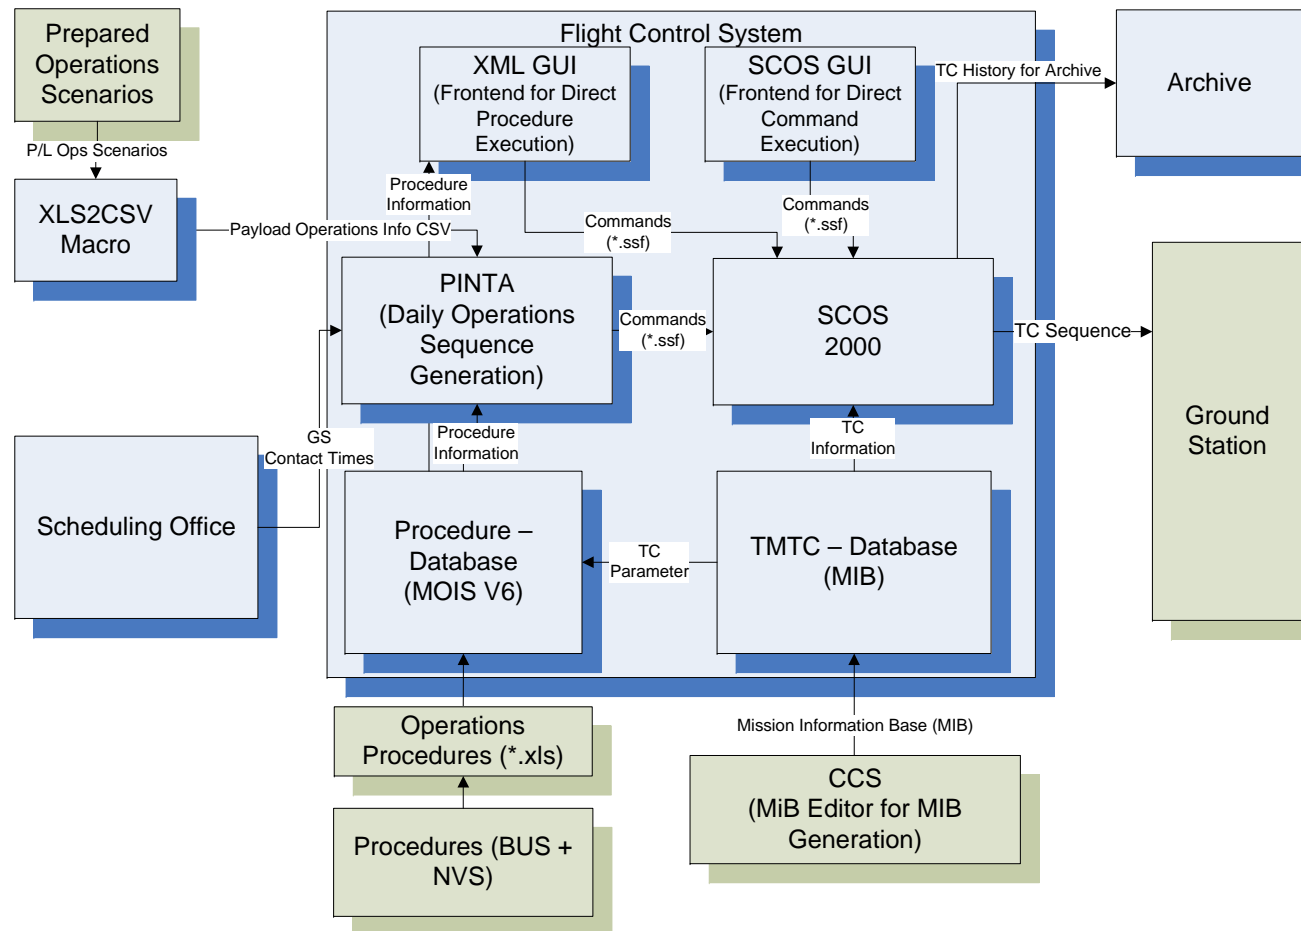 Prepared
Operations
Scenarios
P/L Ops Scenarios
XLS2CSV
Macro
Payload Operations Info CSV
Scheduling Office
GS
Contact Times
Flight Control System
XML GUI
(Frontend for Direct
Procedure
Execution)
SCOS GUI
(Frontend for Direct
Command
Execution)
TC History for Archive
Archive
Procedure
Information
Commands
(*.ssf)
Commands
(*.ssf)
PINTA
(Daily Operations
Sequence
Generation)
Commands
(*.ssf)
SCOS
2000
TC Sequence
Ground
Station
Procedure
Information
TC
Information
Procedure –
Database
(MOIS V6)
TC
Parameter
TMTC – Database
(MIB)
Operations
Procedures (*.xls)
Procedures (BUS +
NVS)
Mission Information Base (MIB)
CCS
(MiB Editor for MIB
Generation)